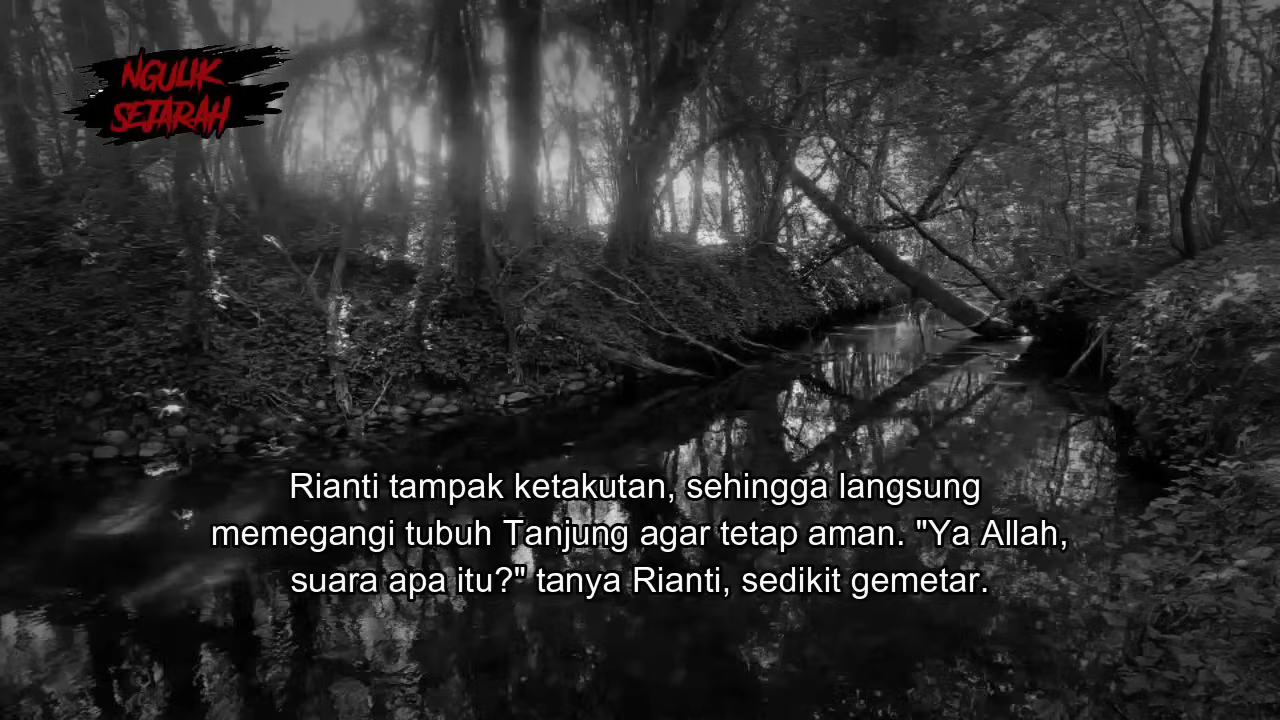 NGULIK
SEJARAH
Rianti tampak ketakutan, sehingga langsung
memegangi tubuh Tanjung agar tetap aman. "Ya Allah,
suara apa itu?" tanya Rianti, sedikit gemetar.